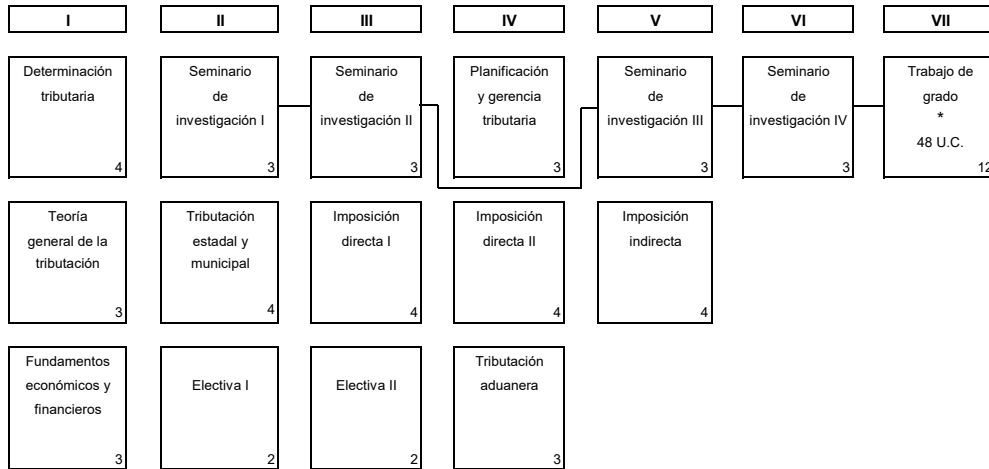 I
II
III
IV
V
VI
VII
Determinación
tributaria
4
Seminario
de
investigación I
3
Seminario
de
investigación II
3
Planificación
y gerencia
tributaria
3
Seminario
de
investigación III
3
Seminario
de
investigación IV
3
Trabajo de
grado
*
48 U.C.
12
Teoría
general de la
tributación
3
Tributación
estadal y
municipal
4
Imposición
directa I
4
Imposición
directa II
4
Imposición
indirecta
4
Fundamentos
económicos y
financieros
3
Electiva I
2
Electiva II
2
Tributación
aduanera
3